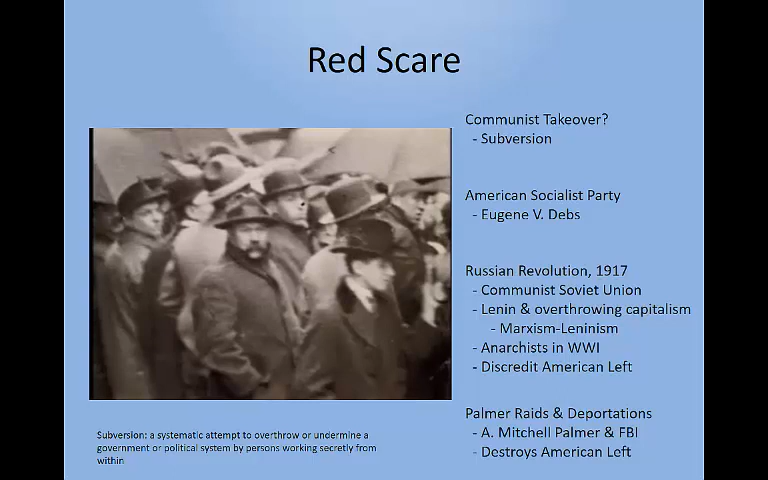 Red Scare
Communist Takeover?
- Subversion
American Socialist Party
- Eugene V. Debs
Russian Revolution, 1917
- Communist Soviet Union
- Lenin & overthrowing capitalism
- Marxism-Leninism
- Anarchists in WWI
- Discredit American Left
Palmer Raids & Deportations
- A. Mitchell Palmer & FBI
- Destroys American Left
Subversion: a systematic attempt to overthrow or undermine a
government or political system by persons working secretly from
within